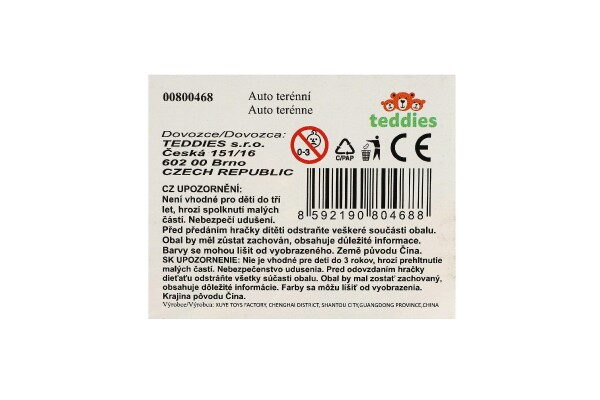 00800468
Auto terénní
Auto terénne
teddies
Dovozce/Dovozca:
TEDDIES s.r.o.
Česká 151/16
602 00 Brno
CZECH REPUBLIC
0-3
C/PAP
CE
8 592190 804688
CZ UPOZORNĚNÍ:
Není vhodné pro děti do tří
let, hrozí spolknutí malých
částí. Nebezpečí udušení.
Před předáním hračky dítěti odstraňte veškeré součásti obalu.
Obal by měl zůstat zachován, obsahuje důležité informace.
Barvy se mohou lišit od vyobrazeného. Země původu Čína.
SK UPOZORNENIE: Nie je vhodné pre deti do 3 rokov, hrozí prehltnutie
malých častí. Nebezpečenstvo udusenia. Pred odovzdaním hračky
dieťaťu odstráňte všetky súčasti obalu. Obal by mal zostať zachovaný,
obsahuje dôležité informácie. Farby sa môžu líšiť od vyobrazenia.
Krajina pôvodu Čína.
Výrobce/Výrobca: XUYE TOYS FACTORY, CHENGHAI DISTRICT, SHANTOU CITY,GUANGDONG PROVINCE,CHINA